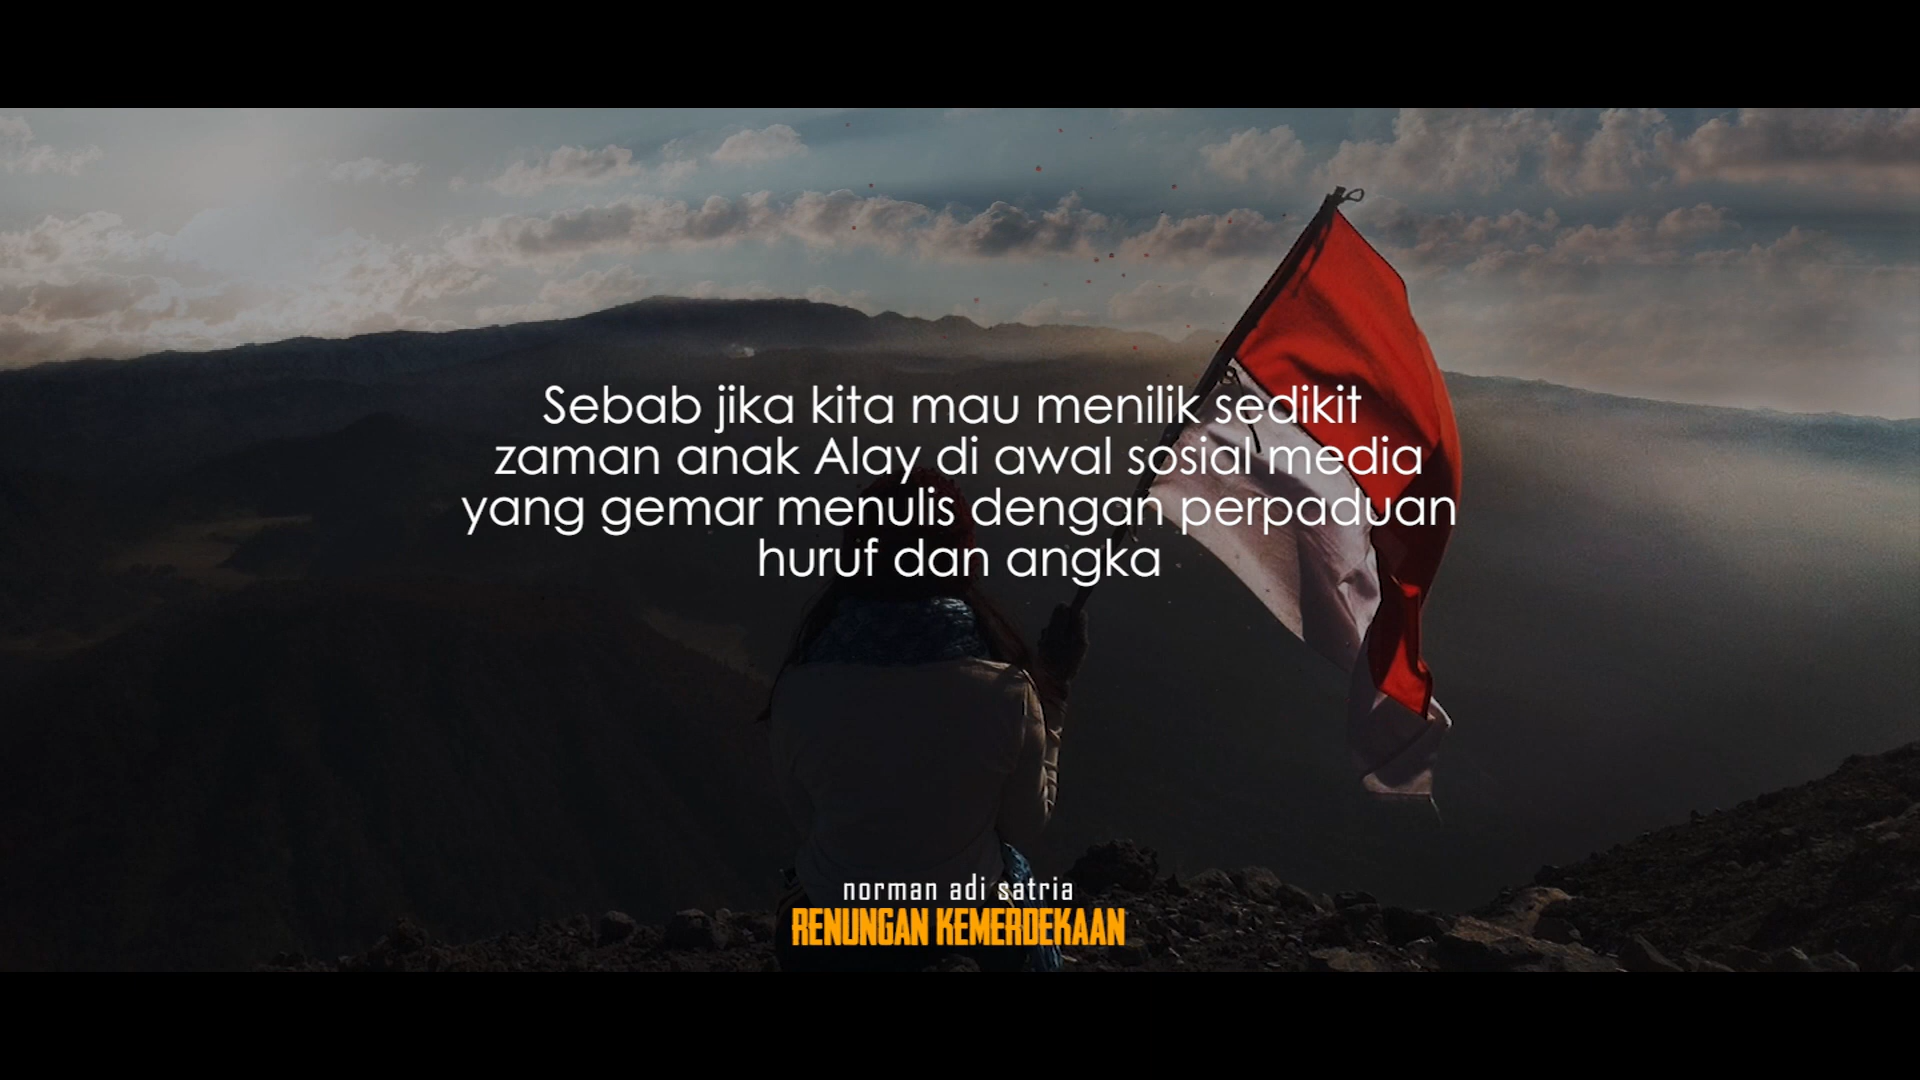 Sebab jika kita mau menilik sedikit
zaman anak Alay di awal sosial media
yang gemar menulis dengan perpaduan
huruf dan angka
norman adi satria
RENUNGAN KEMERDEKAAN